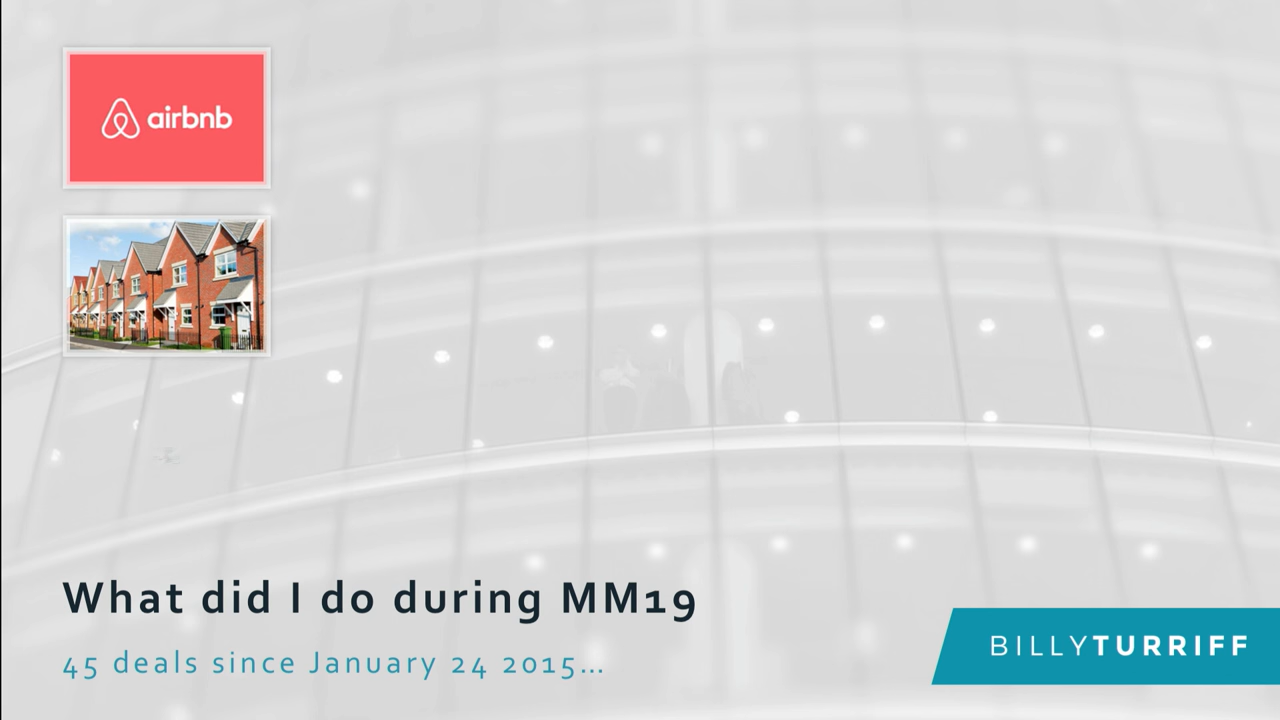 airbnb
What did I do during MM19
45 deals since January 24 2015...
BILLYTURRIFF